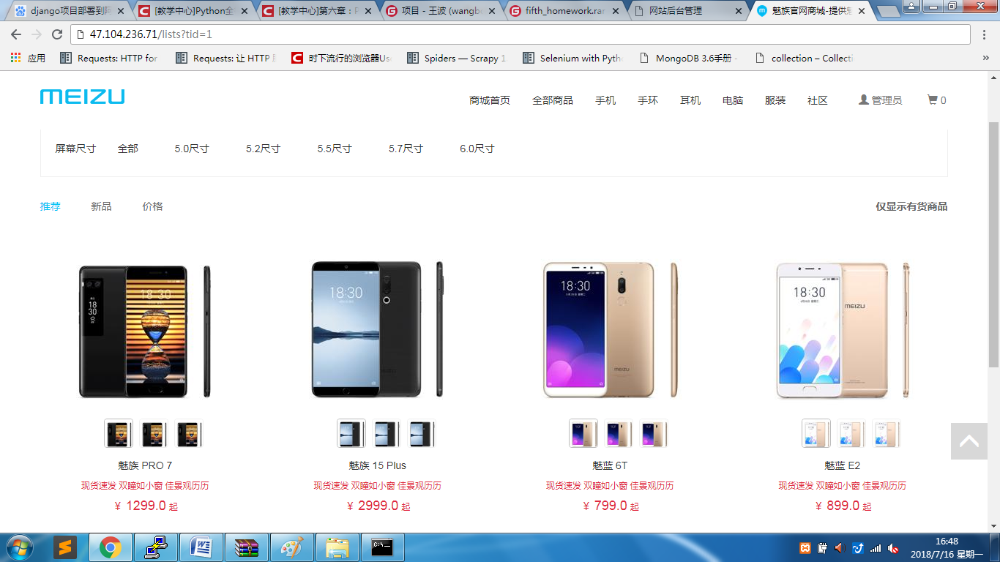 django项目部署到阿
[教学中心]Python全
[教学中心]第六章：P
项目 - 王波 (wangb
fifth_homework.rar
网站后台管理
魅族官网商城-提供魅
47.104.236.71/lists?tid=1
应用
Requests: HTTP for
Requests: 让 HTTP
时下流行的浏览器Use
Spiders — Scrapy 1
Selenium with Pyth
MongoDB 3.6手册 -
collection – Collecti
»
MEIZU
商城首页 全部商品 手机 手环 耳机 电脑 服装 社区 管理员 0
屏幕尺寸 全部 5.0尺寸 5.2尺寸 5.5尺寸 5.7尺寸 6.0尺寸
推荐 新品 价格 仅显示有货商品
18 30
18:30
18:30
18:30
MEIZU
18:30
MEIZU
魅族 PRO 7
现货速发 双瞳如小窗 佳景观历历
¥ 1299.0 起
魅族 15 Plus
现货速发 双瞳如小窗 佳景观历历
¥ 2999.0 起
魅蓝 6T
现货速发 双瞳如小窗 佳景观历历
¥ 799.0 起
魅蓝 E2
现货速发 双瞳如小窗 佳景观历历
¥ 899.0 起
16:48
2018/7/16 星期一